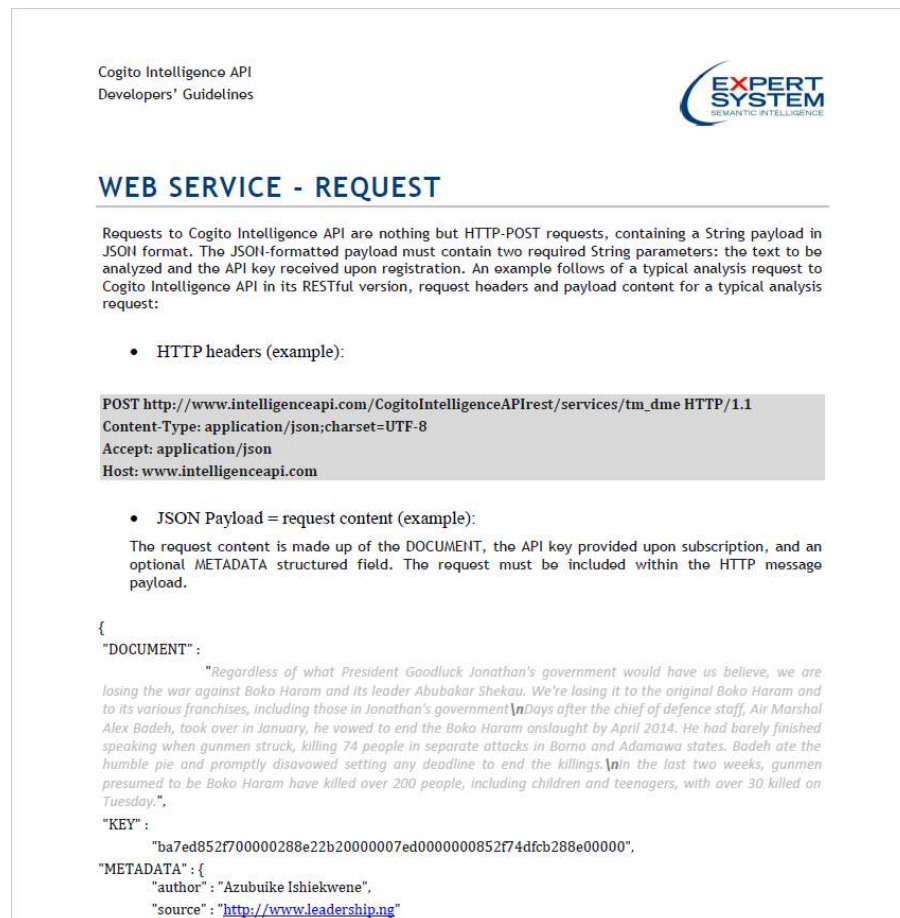 Cogito Intelligence API
Developers' Guidelines
EXPERT
SYSTEM
SEMANTIC INTELLIGENCE
WEB SERVICE - REQUEST
Requests to Cogito Intelligence API are nothing but HTTP-POST requests, containing a String payload in
JSON format. The JSON-formatted payload must contain two required String parameters: the text to be
analyzed and the API key received upon registration. An example follows of a typical analysis request to
Cogito Intelligence API in its RESTful version, request headers and payload content for a typical analysis
request:
• HTTP headers (example):
POST http://www.intelligenceapi.com/CogitoIntelligenceAPIrest/services/tm_dme HTTP/1.1
Content-Type: application/json;charset=UTF-8
Accept: application/json
Host: www.intelligenceapi.com
• JSON Payload = request content (example):
The request content is made up of the DOCUMENT, the API key provided upon subscription, and an
optional METADATA structured field. The request must be included within the HTTP message
payload.
{
"DOCUMENT" :
"Regardless of what President Goodluck Jonathan's government would have us believe, we are
losing the war against Boko Haram and its leader Abubakar Shekau. We're losing it to the original Boko Haram and
to its various franchises, including those in Jonathan's government\nDays after the chief of defence staff, Air Marshal
Alex Badeh, took over in January, he vowed to end the Boko Haram onslaught by April 2014. He had barely finished
speaking when gunmen struck, killing 74 people in separate attacks in Borno and Adamawa states. Badeh ate the
humble pie and promptly disavowed setting any deadline to end the killings.\nIn the last two weeks, gunmen
presumed to be Boko Haram have killed over 200 people, including children and teenagers, with over 30 killed on
Tuesday.",
"KEY" :
"ba7ed852f700000288e22b20000007ed0000000852f74dfcb288e00000",
"METADATA" : {
"author" : "Azubuike Ishiekwene",
"source" : "http://www.leadership.ng"